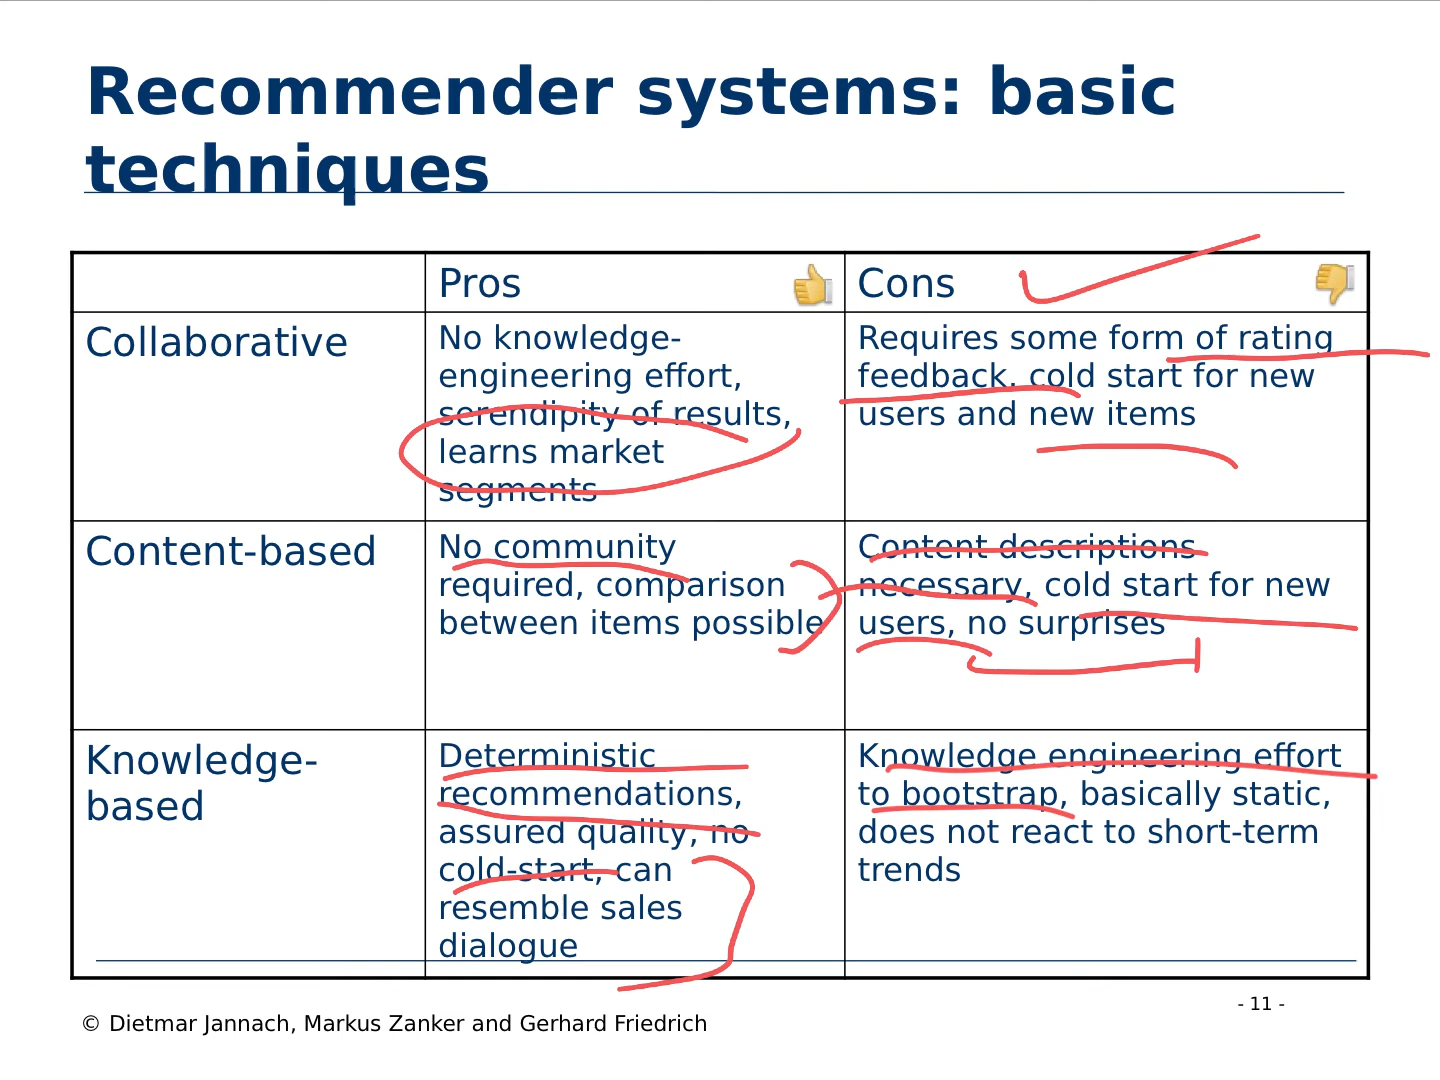 Recommender systems: basic
techniques
Pros
Cons
Collaborative
No knowledge-
engineering effort,
serendipity of results,
learns market
segments
Requires some form of rating
feedback, cold start for new
users and new items
Content-based
No community
required, comparison
between items possible
Content descriptions
necessary, cold start for new
users, no surprises
Knowledge-
based
Deterministic
recommendations,
assured quality, no
cold-start, can
resemble sales
dialogue
Knowledge engineering effort
to bootstrap, basically static,
does not react to short-term
trends
- 11 -
© Dietmar Jannach, Markus Zanker and Gerhard Friedrich